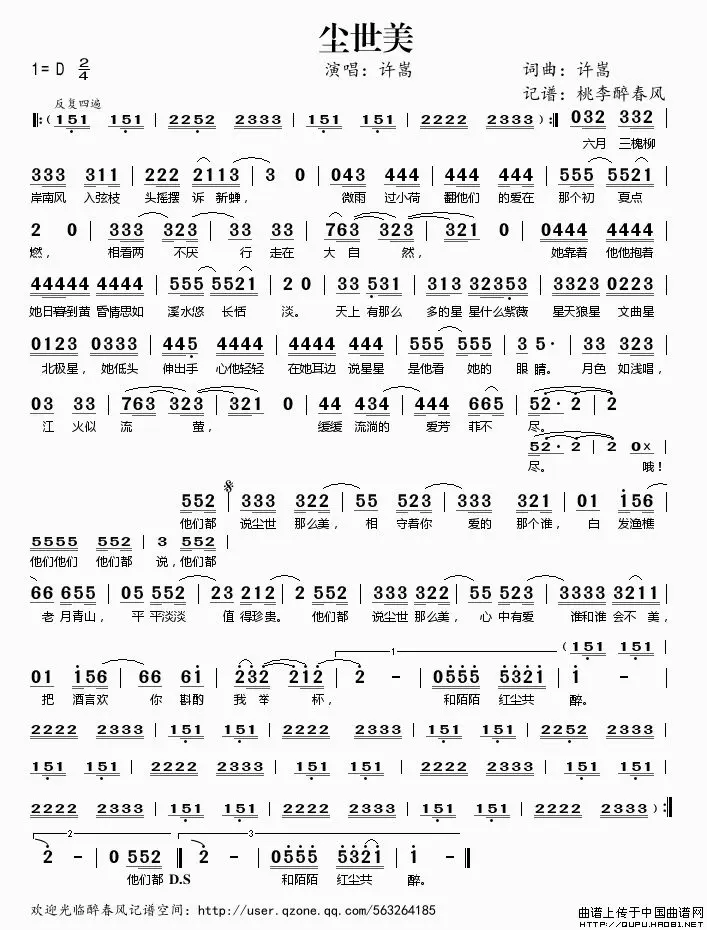 尘世美
1=D 2/4 演唱：许嵩 词曲：许嵩
记谱：桃李醉春风
反复四遍
‖:(151 151 | 2252 2333 | 151 151 | 2222 2333):‖ 032 332
六月 三槐柳
333 311 | 222 2113 | 3 0 | 043 444 | 444 444 | 555 5521
岸南风 入弦枝 头摇摆 诉 新蝉， 微雨 过小荷 翻他们 的爱在 那个初 夏点
2 0 | 333 323 | 33 33 | 763 323 | 321 0 | 0444 4444
燃， 相看两 不厌 行 走在 大自 然， 她靠着 他他抱着
44444 4444 | 555 5521 | 20 | 33 531 | 313 32353 | 3323 0223
她日暮到黄 昏情思如 溪水悠 长恬 淡。 天上 有那么 多的星 星什么紫薇 星天狼星 文曲星
0123 0333 | 445 4444 | 4444 4444 | 555 555 | 3 5· | 33 323
北极星，她低头 伸出手 心他轻轻 在她耳边 说星星 是他看 她的 眼 睛。 月色 如浅唱，
03 33 | 763 323 | 321 0 | 44 434 | 444 665 | 52·2 | 2
江 火似 流 萤， 缓缓 流淌的 爱芳 菲不 尽。
52·2 | 2 0x
尽。 哦！
552 | 333 322 | 55 523 | 333 321 | 01 156
他们都 说尘世 那么美， 相 守着你 爱的 那个谁， 白 发渔樵
5555 552 | 3 552 |
他们他们 他们都 说，他们都
66 655 | 05 552 | 23 212 | 2 552 | 333 322 | 55 523 | 3333 3211
老 月青山， 平 平淡淡 值 得珍贵。 他们都 说尘世 那么美， 心 中有爱 谁和谁 会不 美，
1 (151 151 |
01 156 | 66 61 | 232 212 | 2 - | 0555 5321 | 1 -
把 酒言欢 你 斟酌 我 举 杯， 和陌陌 红尘共 醉。
2222 2333 | 151 151 | 2222 2333 | 151 151 | 2252 2333
151 151 | 2222 2333 | 151 151 | 2252 2333 | 151 151
2222 2333 | 151 151 | 2252 2333 | 151 151 | 2222 2333):‖
2 3
2 - | 0 552 ‖ 2 - | 0555 5321 | 1 - ‖
他们都 D.S 和陌陌 红尘共 醉。
欢迎光临醉春风记谱空间：http://user.qzone.qq.com/563264185
曲谱上传于中国曲谱网
http://QUPU.HAO81.NET